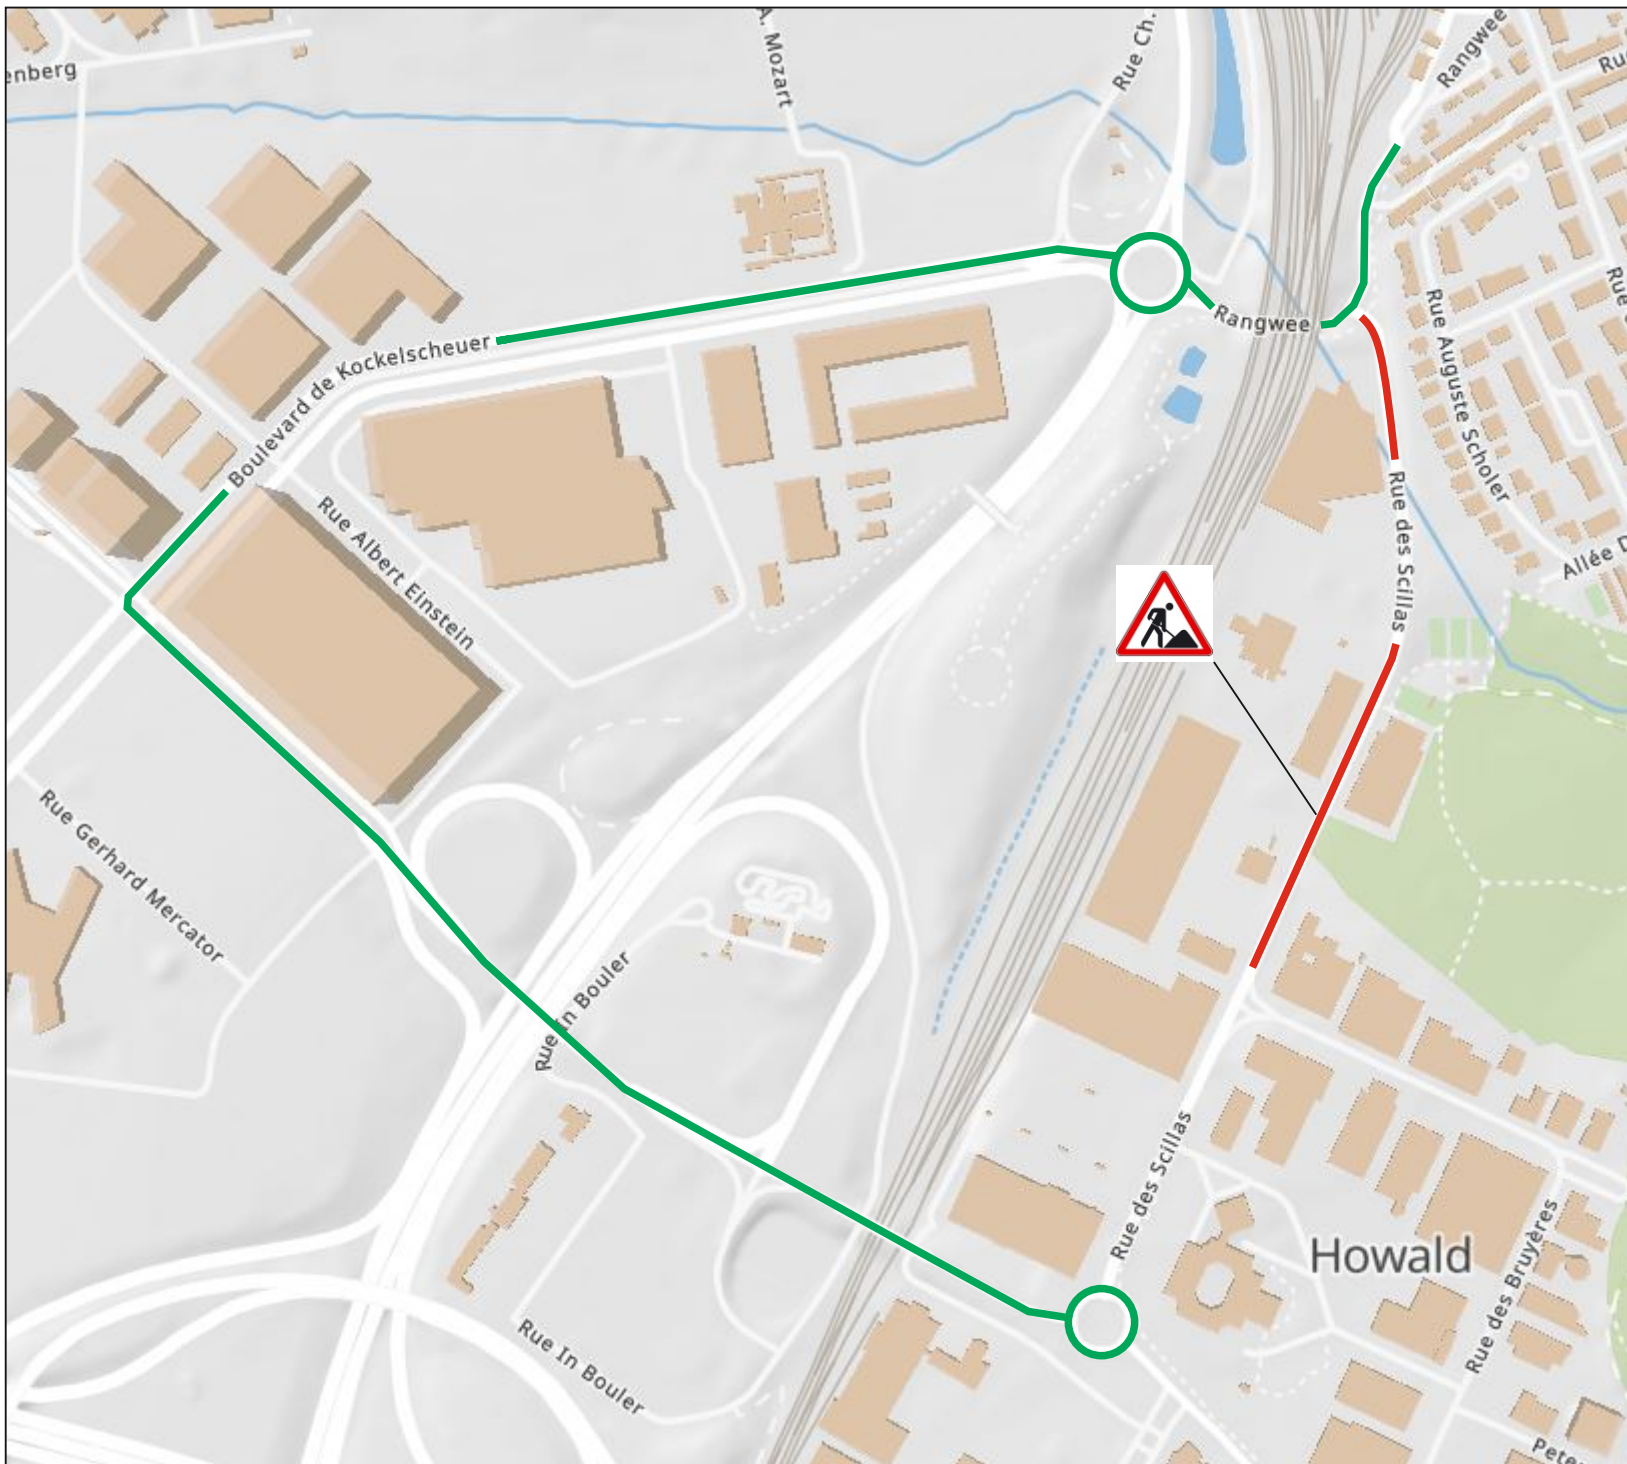 A. Mozart
Rue Ch.
Rangwee
enberg
Rangwee
Boulevard de Kockelscheuer
Rue Auguste Scholer
Rue Albert Einstein
Rue des Scillas
Allée D
Rue Gerhard Mercator
Rue In Bouler
Rue des Scillas
Howald
Rue des Bruyères
Rue In Bouler
Peter